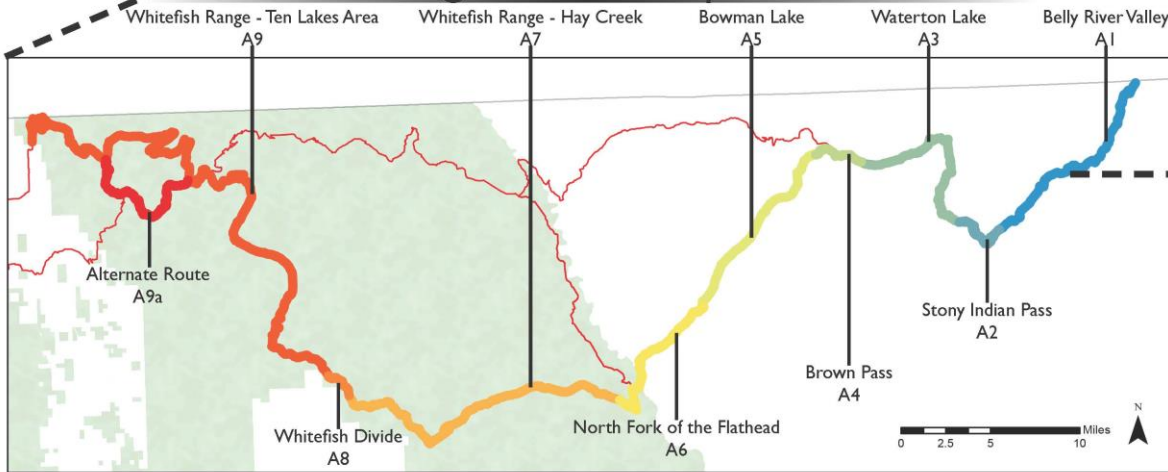 Whitefish Range - Ten Lakes Area
A9
Whitefish Range - Hay Creek
A7
Bowman Lake
A5
Waterton Lake
A3
Belly River Valley
A1
Alternate Route
A9a
Stony Indian Pass
A2
Brown Pass
A4
Whitefish Divide
A8
North Fork of the Flathead
A6
N
Miles
0 2.5 5 10